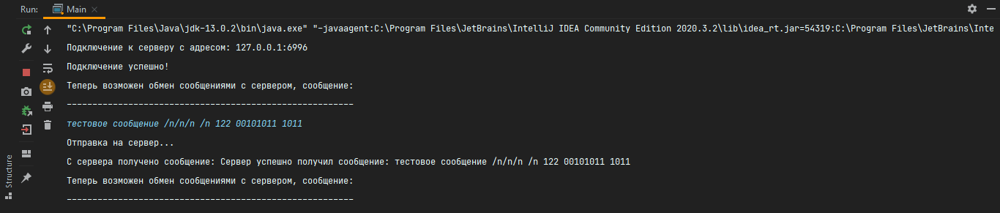 Run: Main
"C:\Program Files\Java\jdk-13.0.2\bin\java.exe" "-javaagent:C:\Program Files\JetBrains\IntelliJ IDEA Community Edition 2020.3.2\lib\idea_rt.jar=54319:C:\Program Files\JetBrains\Inte
Подключение к серверу с адресом: 127.0.0.1:6996
Подключение успешно!
Теперь возможен обмен сообщениями с сервером, сообщение:
--------------------------------------------------------
тестовое сообщение /n/n/n /n 122 00101011 1011
Отправка на сервер...
С сервера получено сообщение: Сервер успешно получил сообщение: тестовое сообщение /n/n/n /n 122 00101011 1011
Теперь возможен обмен сообщениями с сервером, сообщение:
--------------------------------------------------------
Structure